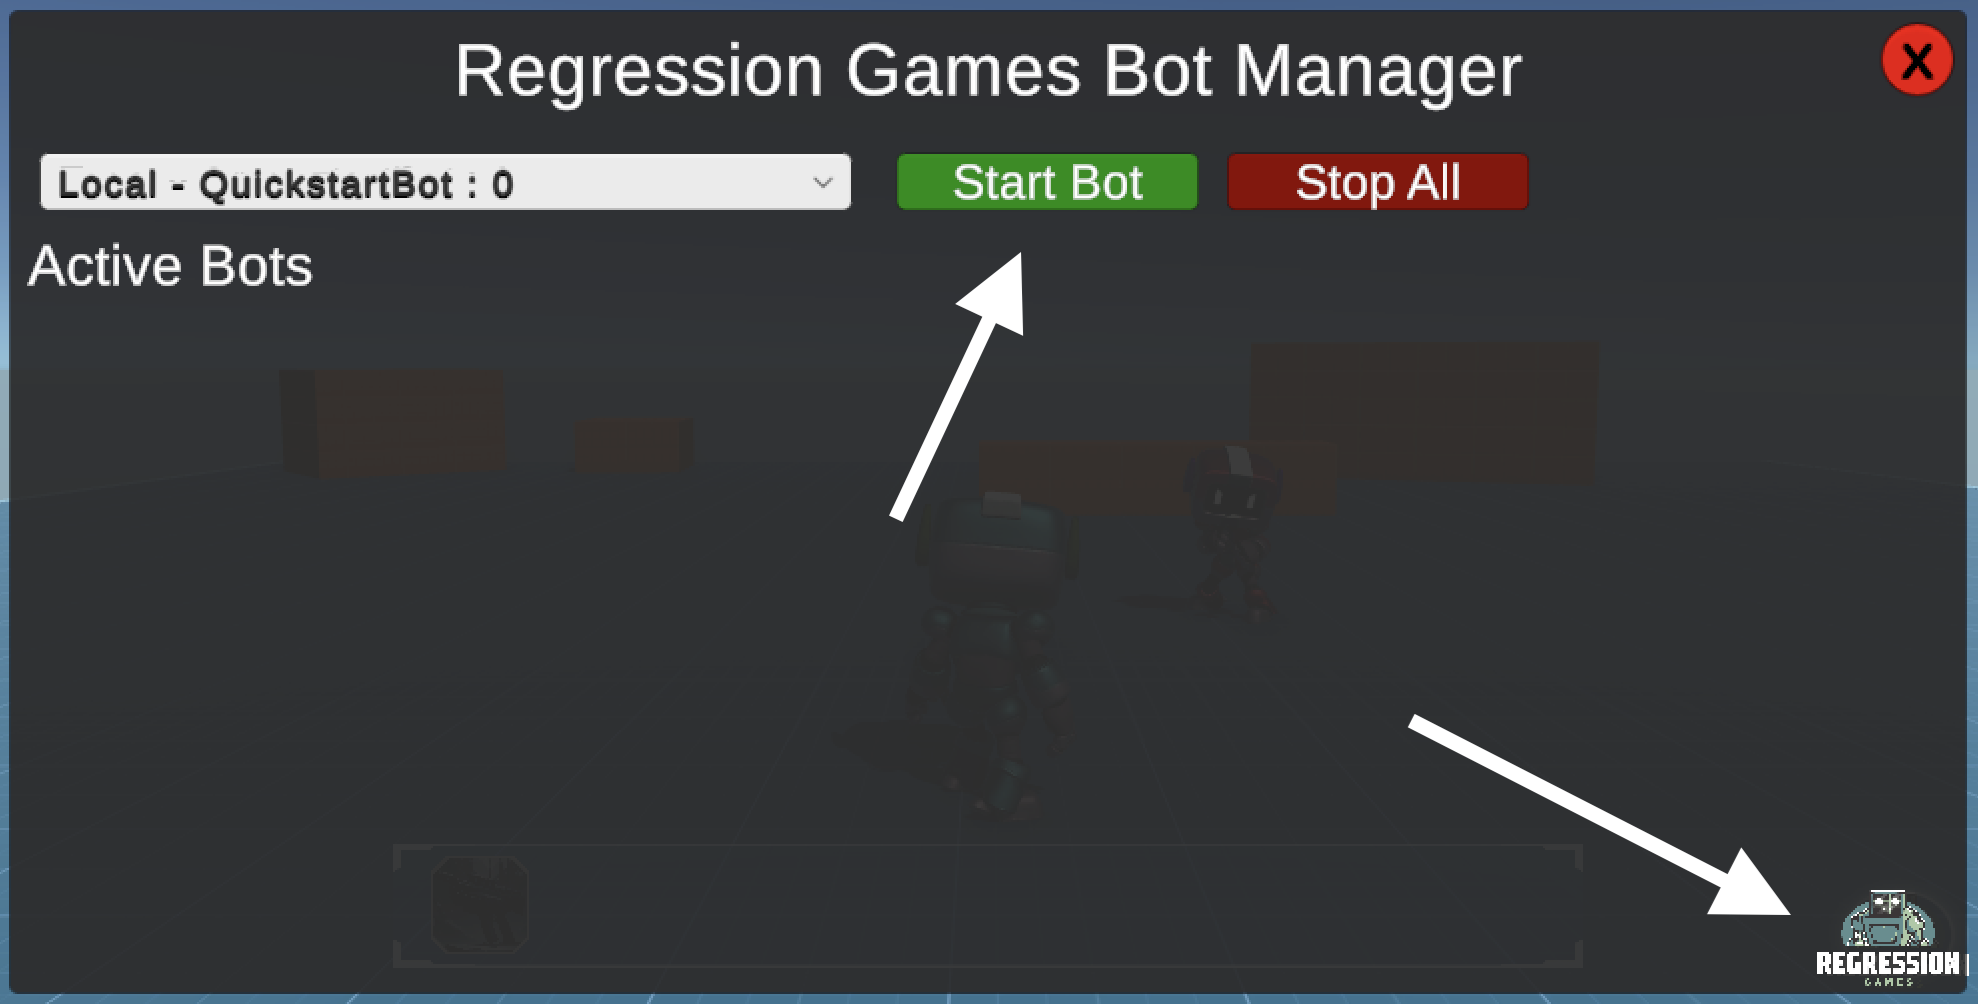 Regression Games Bot Manager
X
Local - QuickstartBot : 0
Start Bot
Stop All
Active Bots
REGRESSION
GAMES